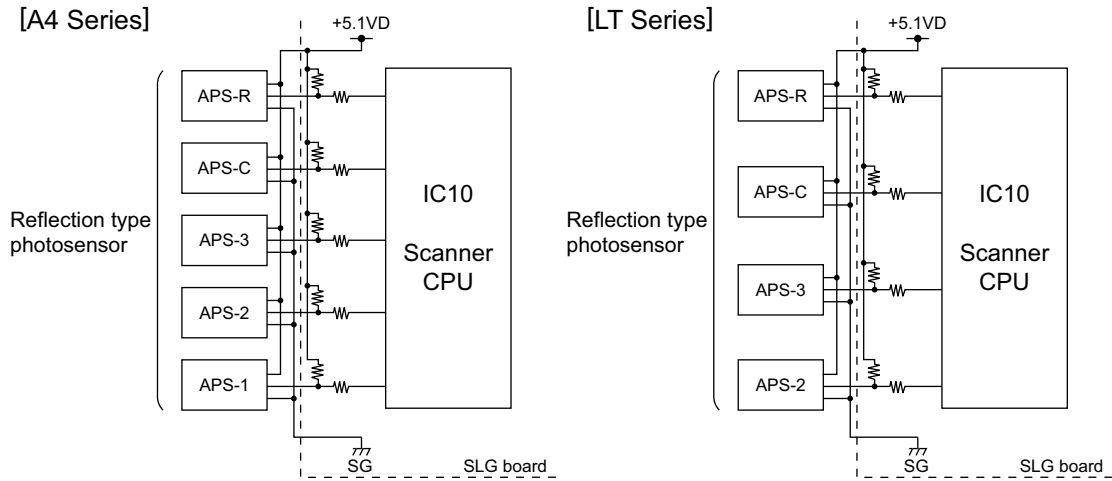 [A4 Series]
+5.1VD
APS-R
APS-C
APS-3
APS-2
APS-1
Reflection type
photosensor
IC10
Scanner
CPU
SG
SLG board
[LT Series]
+5.1VD
APS-R
APS-C
APS-3
APS-2
Reflection type
photosensor
IC10
Scanner
CPU
SG
SLG board